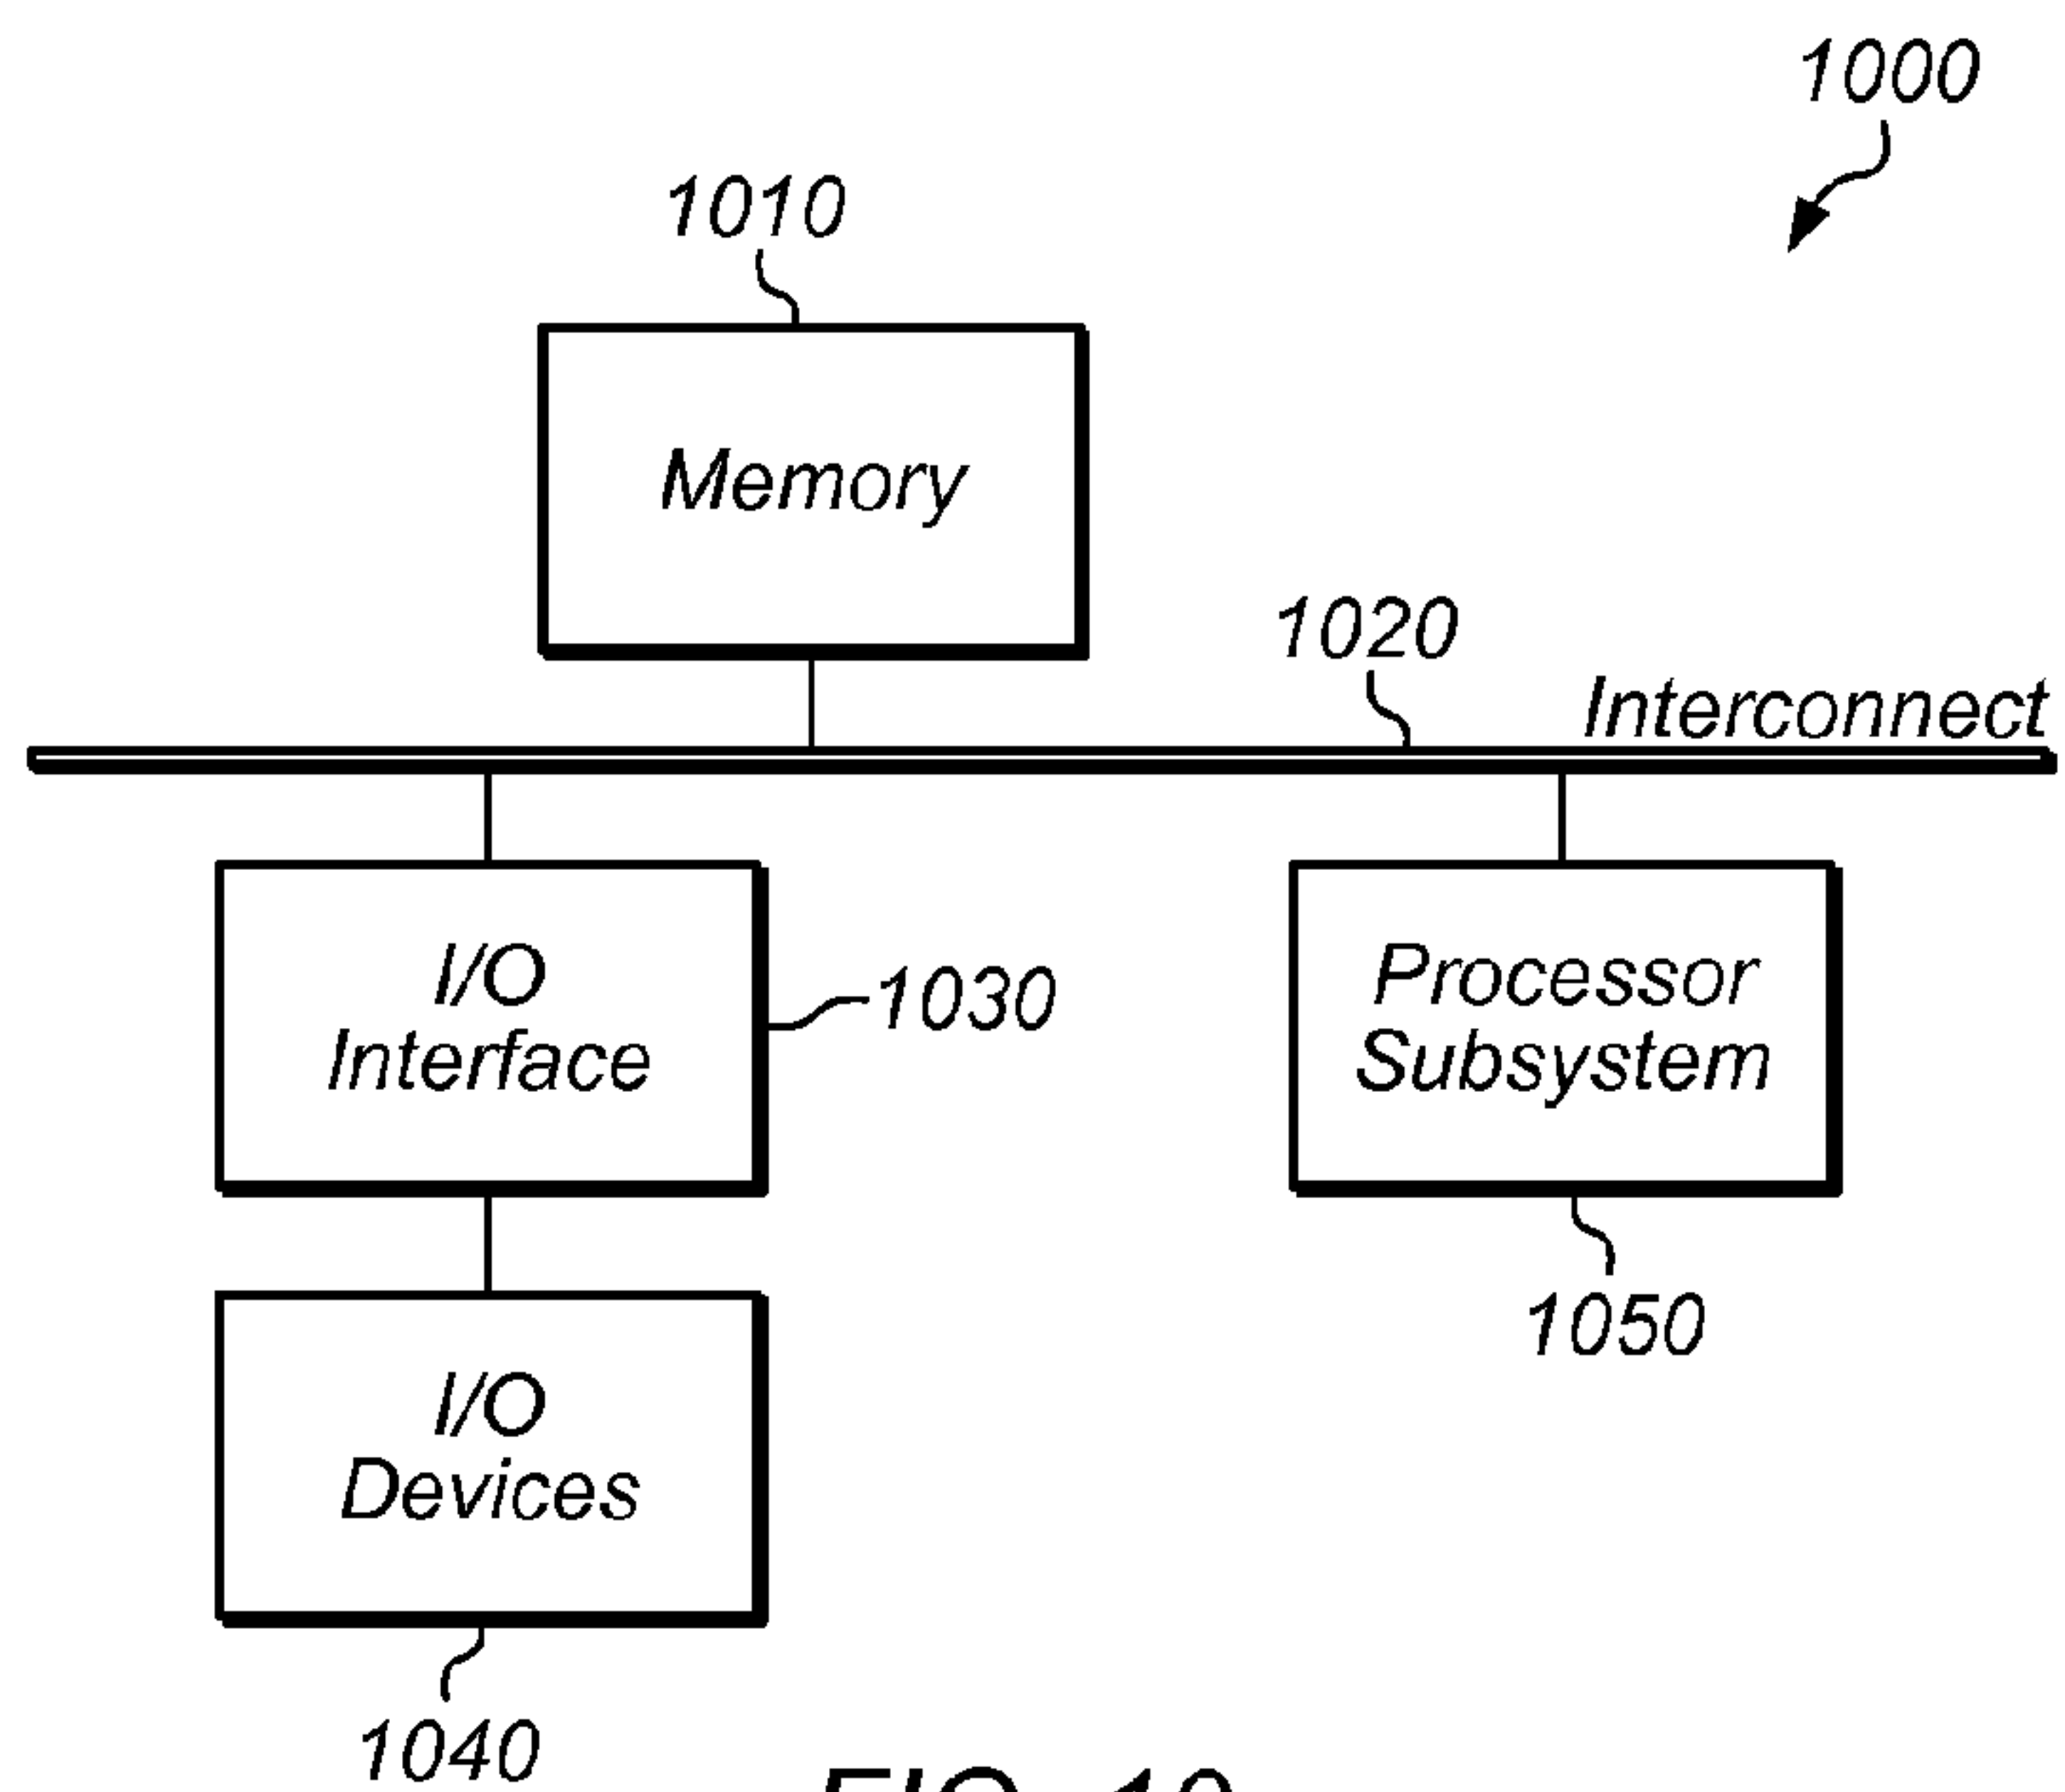 1000
1010
Memory
1020
Interconnect
I/O
Interface
1030
Processor
Subsystem
1050
I/O
Devices
1040